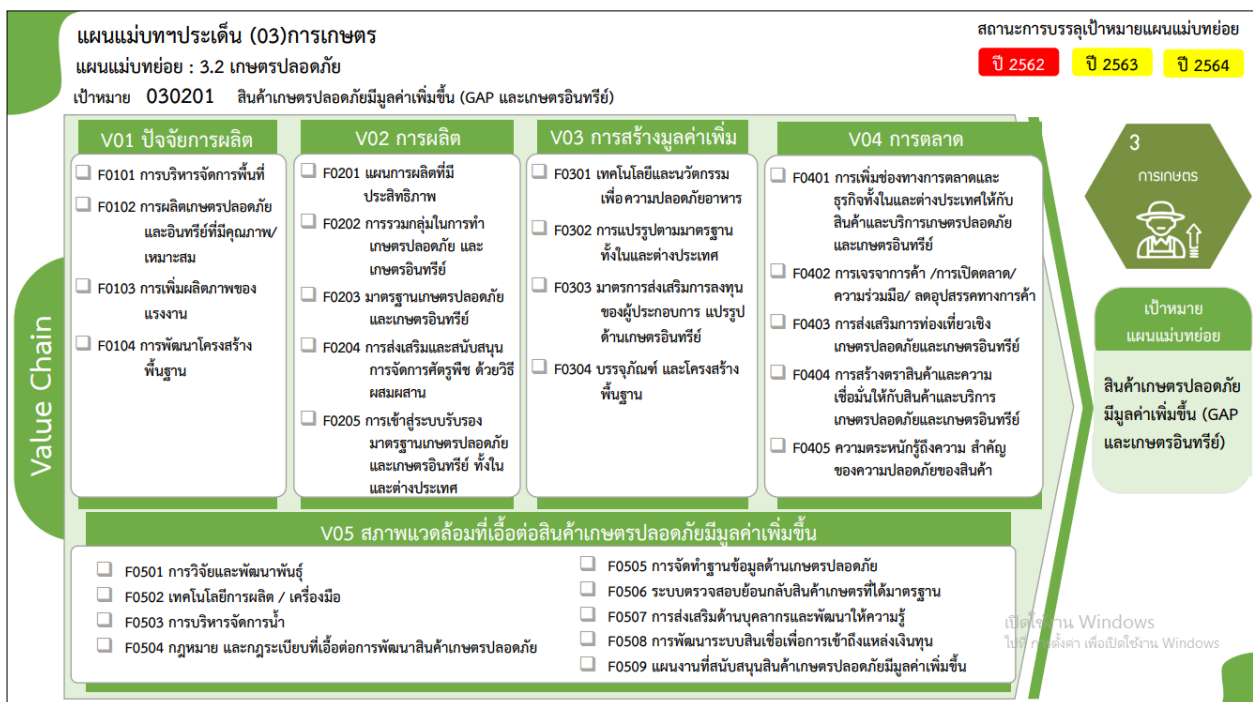 แผนแม่บทฯประเด็น (03)การเกษตร
แผนแม่บทย่อย : 3.2 เกษตรปลอดภัย
เป้าหมาย 030201 สินค้าเกษตรปลอดภัยมีมูลค่าเพิ่มขึ้น (GAP และเกษตรอินทรีย์)
สถานะการบรรลุเป้าหมายแผนแม่บทย่อย
ปี 2562 ปี 2563 ปี 2564
Value Chain
V01 ปัจจัยการผลิต
F0101 การบริหารจัดการพื้นที่
F0102 การผลิตเกษตรปลอดภัย
และอินทรีย์ที่มีคุณภาพ/
เหมาะสม
F0103 การเพิ่มผลิตภาพของ
แรงงาน
F0104 การพัฒนาโครงสร้าง
พื้นฐาน
V02 การผลิต
F0201 แผนการผลิตที่มี
ประสิทธิภาพ
F0202 การรวมกลุ่มในการทำ
เกษตรปลอดภัย และ
เกษตรอินทรีย์
F0203 มาตรฐานเกษตรปลอดภัย
และเกษตรอินทรีย์
F0204 การส่งเสริมและสนับสนุน
การจัดการศัตรูพืช ด้วยวิธี
ผสมผสาน
F0205 การเข้าสู่ระบบรับรอง
มาตรฐานเกษตรปลอดภัย
และเกษตรอินทรีย์ ทั้งใน
และต่างประเทศ
V03 การสร้างมูลค่าเพิ่ม
F0301 เทคโนโลยีและนวัตกรรม
เพื่อความปลอดภัยอาหาร
F0302 การแปรรูปตามมาตรฐาน
ทั้งในและต่างประเทศ
F0303 มาตรการส่งเสริมการลงทุน
ของผู้ประกอบการ แปรรูป
ด้านเกษตรอินทรีย์
F0304 บรรจุภัณฑ์ และโครงสร้าง
พื้นฐาน
V04 การตลาด
F0401 การเพิ่มช่องทางการตลาดและ
ธุรกิจทั้งในและต่างประเทศให้กับ
สินค้าและบริการเกษตรปลอดภัย
และเกษตรอินทรีย์
F0402 การเจรจาการค้า /การเปิดตลาด/
ความร่วมมือ/ ลดอุปสรรคทางการค้า
F0403 การส่งเสริมการท่องเที่ยวเชิง
เกษตรปลอดภัยและเกษตรอินทรีย์
F0404 การสร้างตราสินค้าและความ
เชื่อมั่นให้กับสินค้าและบริการ
เกษตรปลอดภัยและเกษตรอินทรีย์
F0405 ความตระหนักรู้ถึงความ สำคัญ
ของความปลอดภัยของสินค้า
3
การเกษตร
เป้าหมาย
แผนแม่บทย่อย
สินค้าเกษตรปลอดภัย
มีมูลค่าเพิ่มขึ้น (GAP
และเกษตรอินทรีย์)
V05 สภาพแวดล้อมที่เอื้อต่อสินค้าเกษตรปลอดภัยมีมูลค่าเพิ่มขึ้น
F0501 การวิจัยและพัฒนาพันธุ์
F0502 เทคโนโลยีการผลิต / เครื่องมือ
F0503 การบริหารจัดการน้ำ
F0504 กฎหมาย และกฎระเบียบที่เอื้อต่อการพัฒนาสินค้าเกษตรปลอดภัย
F0505 การจัดทำฐานข้อมูลด้านเกษตรปลอดภัย
F0506 ระบบตรวจสอบย้อนกลับสินค้าเกษตรที่ได้มาตรฐาน
F0507 การส่งเสริมด้านบุคลากรและพัฒนาให้ความรู้
F0508 การพัฒนาระบบสินเชื่อเพื่อการเข้าถึงแหล่งเงินทุน
F0509 แผนงานที่สนับสนุนสินค้าเกษตรปลอดภัยมีมูลค่าเพิ่มขึ้น
เปิดใช้งาน Windows
ไปที่ การตั้งค่า เพื่อเปิดใช้งาน Windows